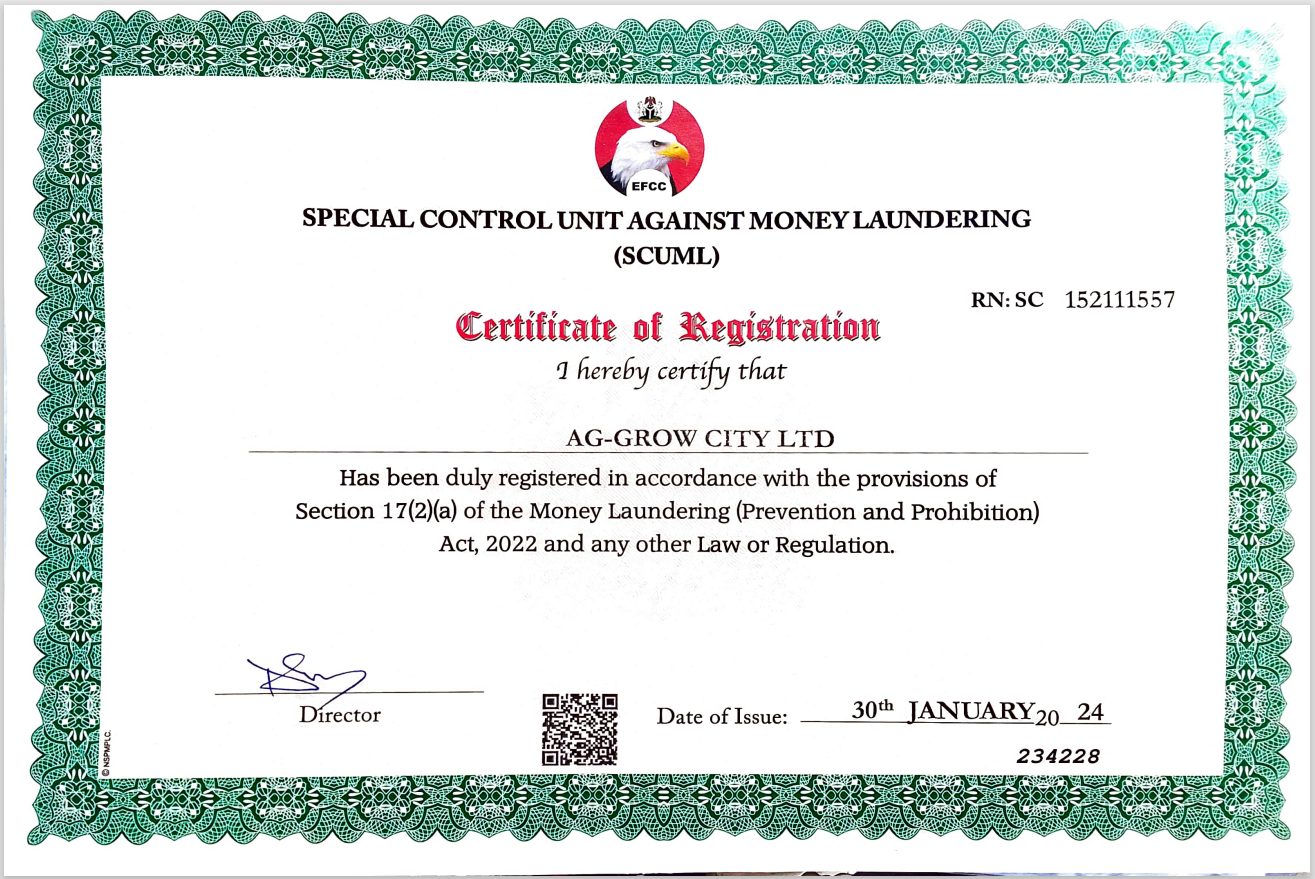 EFCC
SPECIAL CONTROL UNIT AGAINST MONEY LAUNDERING
(SCUML)
RN: SC 152111557
Certificate of Registration
I hereby certify that
AG-GROW CITY LTD
Has been duly registered in accordance with the provisions of
Section 17(2)(a) of the Money Laundering (Prevention and Prohibition)
Act, 2022 and any other Law or Regulation.
Director
Date of Issue: 30th JANUARY 20 24
234228
© NSPMPLC.